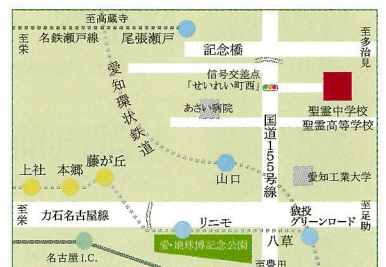 至高蔵寺
至栄
名鉄瀬戸線
尾張瀬戸
記念橋
至多治見
信号交差点
「せいれい町西」
愛知環状鉄道
あさい病院
聖霊中学校
聖霊高等学校
国道155号線
藤が丘
上社
本郷
山口
愛知工業大学
至栄
力石名古屋線
リニモ
猿投
グリーンロード
至足助
愛・地球博記念公園
八草
名古屋I.C.
至豊田